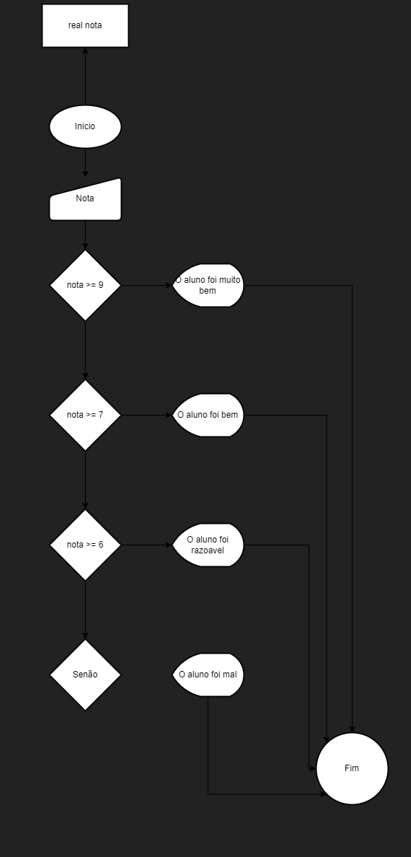 real nota
Inicio
Nota
nota >= 9
O aluno foi muito
bem
nota >= 7
O aluno foi bem
nota >= 6
O aluno foi
razoavel
Senão
O aluno foi mal
Fim